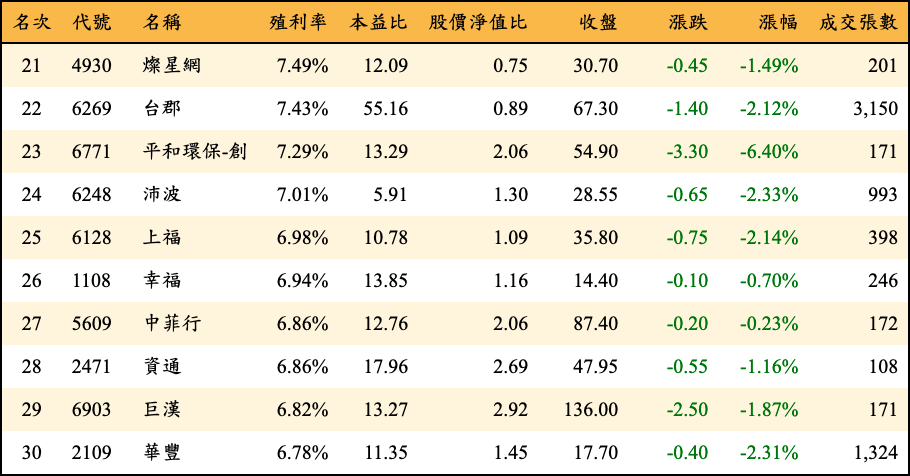 名次 代號 名稱 殖利率 本益比 股價淨值比 收盤 漲跌 漲幅 成交張數
21 4930 燦星網 7.49% 12.09 0.75 30.70 -0.45 -1.49% 201
22 6269 台郡 7.43% 55.16 0.89 67.30 -1.40 -2.12% 3,150
23 6771 平和環保-創 7.29% 13.29 2.06 54.90 -3.30 -6.40% 171
24 6248 沛波 7.01% 5.91 1.30 28.55 -0.65 -2.33% 993
25 6128 上福 6.98% 10.78 1.09 35.80 -0.75 -2.14% 398
26 1108 幸福 6.94% 13.85 1.16 14.40 -0.10 -0.70% 246
27 5609 中菲行 6.86% 12.76 2.06 87.40 -0.20 -0.23% 172
28 2471 資通 6.86% 17.96 2.69 47.95 -0.55 -1.16% 108
29 6903 巨漢 6.82% 13.27 2.92 136.00 -2.50 -1.87% 171
30 2109 華豐 6.78% 11.35 1.45 17.70 -0.40 -2.31% 1,324